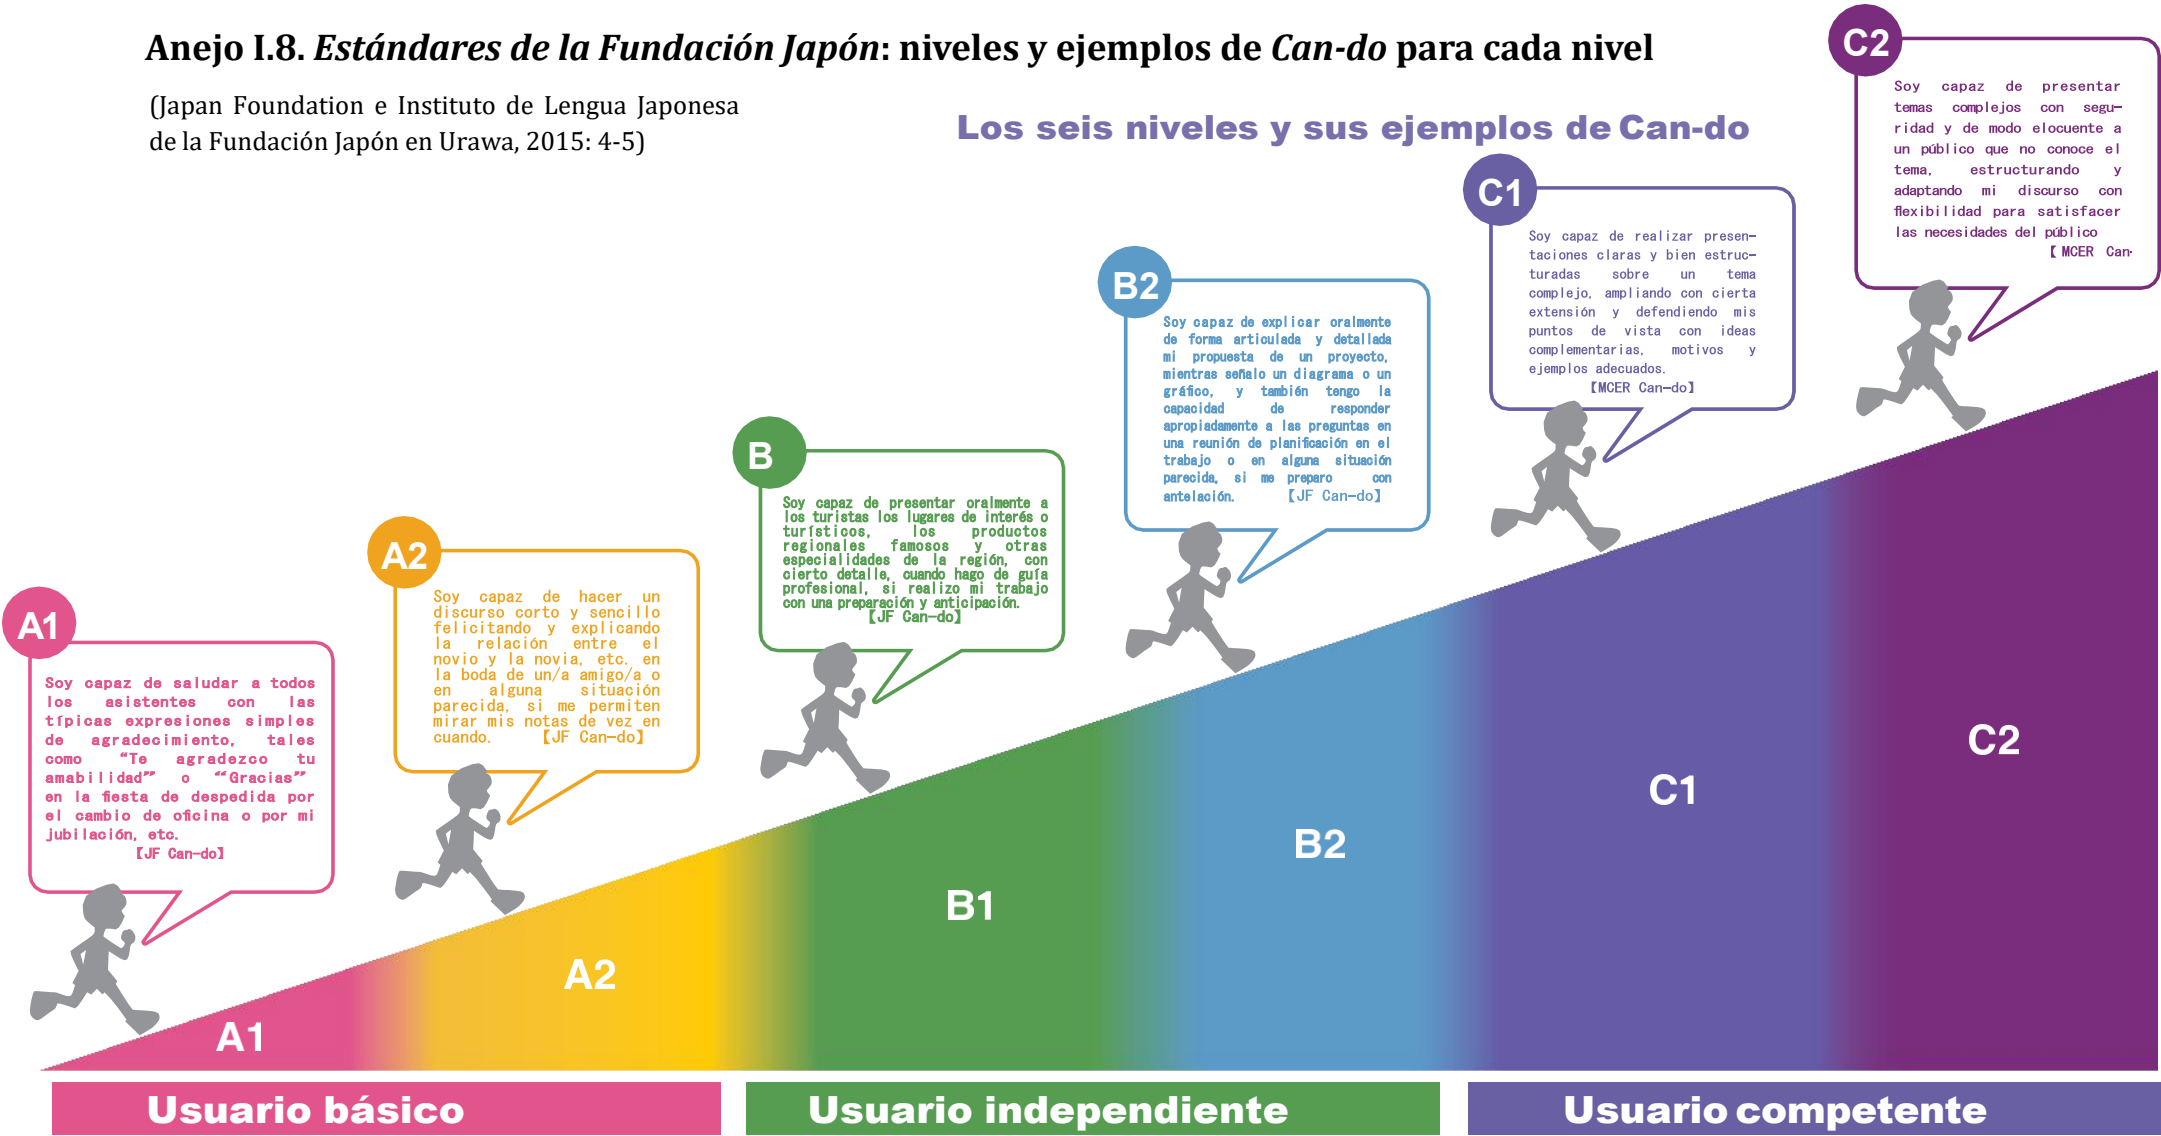 Anejo I.8. Estándares de la Fundación Japón: niveles y ejemplos de Can-do para cada nivel
(Japan Foundation e Instituto de Lengua Japonesa
de la Fundación Japón en Urawa, 2015: 4-5)
Los seis niveles y sus ejemplos de Can-do
A1
Soy capaz de saludar a todos
los asistentes con las
típicas expresiones simples
de agradecimiento, tales
como “Te agradezco tu
amabilidad” o “Gracias”
en la fiesta de despedida por
el cambio de oficina o por mi
jubilación, etc.
【JF Can-do】
A2
Soy capaz de hacer un
discurso corto y sencillo
felicitando y explicando
la relación entre el
novio y la novia, etc. en
la boda de un/a amigo/a o
en alguna situación
parecida, si me permiten
mirar mis notas de vez en
cuando. 【JF Can-do】
B
Soy capaz de presentar oralmente a
los turistas los lugares de interés o
turísticos, los productos
regionales famosos y otras
especialidades de la región, con
cierto detalle, cuando hago de guía
profesional, si realizo mi trabajo
con una preparación y anticipación.
【JF Can-do】
B2
Soy capaz de explicar oralmente
de forma articulada y detallada
mi propuesta de un proyecto,
mientras señalo un diagrama o un
gráfico, y también tengo la
capacidad de responder
apropiadamente a las preguntas en
una reunión de planificación en el
trabajo o en alguna situación
parecida, si me preparo con
antelación. 【JF Can-do】
C1
Soy capaz de realizar presen-
taciones claras y bien estruc-
turadas sobre un tema
complejo, ampliando con cierta
extensión y defendiendo mis
puntos de vista con ideas
complementarias, motivos y
ejemplos adecuados.
【MCER Can-do】
C2
Soy capaz de presentar
temas complejos con segu-
ridad y de modo elocuente a
un público que no conoce el
tema, estructurando y
adaptando mi discurso con
flexibilidad para satisfacer
las necesidades del público
【 MCER Can-
A1
A2
B1
B2
C1
C2
Usuario básico
Usuario independiente
Usuario competente